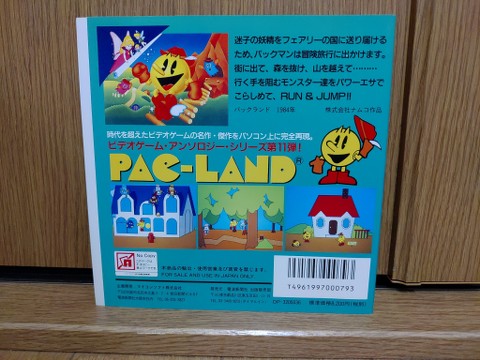 迷子の妖精をフェアリーの国に送り届ける
ため、パックマンは冒険旅行に出かけます。
街に出て、森を抜け、山を越えて………
行く手を阻むモンスター達をパワーエサで
こらしめて、RUN & JUMP!!
パックランド 1984年 株式会社ナムコ作品
時代を超えたビデオゲームの名作・傑作をパソコン上に完全再現。
ビデオゲーム・アンソロジー・シリーズ第11弾!
PAC-LAND®
No Copy
FOR SALE AND USE IN JAPAN ONLY
T4961997000793